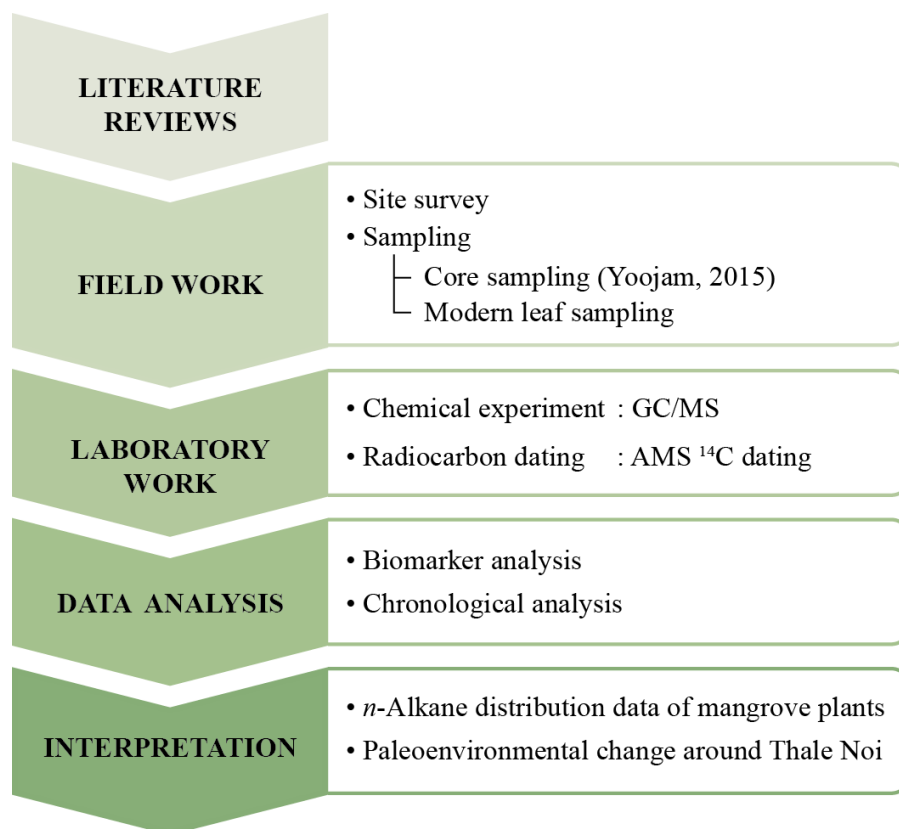 LITERATURE
REVIEWS
FIELD WORK
• Site survey
• Sampling
Core sampling (Yoojam, 2015)
Modern leaf sampling
LABORATORY
WORK
• Chemical experiment : GC/MS
• Radiocarbon dating : AMS ¹⁴C dating
DATA ANALYSIS
• Biomarker analysis
• Chronological analysis
INTERPRETATION
• n-Alkane distribution data of mangrove plants
• Paleoenvironmental change around Thale Noi